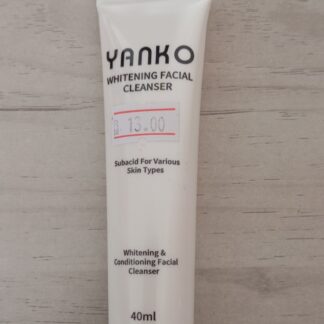 YANKO
WHITENING FACIAL
CLEANSER
13.00
Subacid For Various
Skin Types
Whitening &
Conditioning Facial
Cleanser
40ml